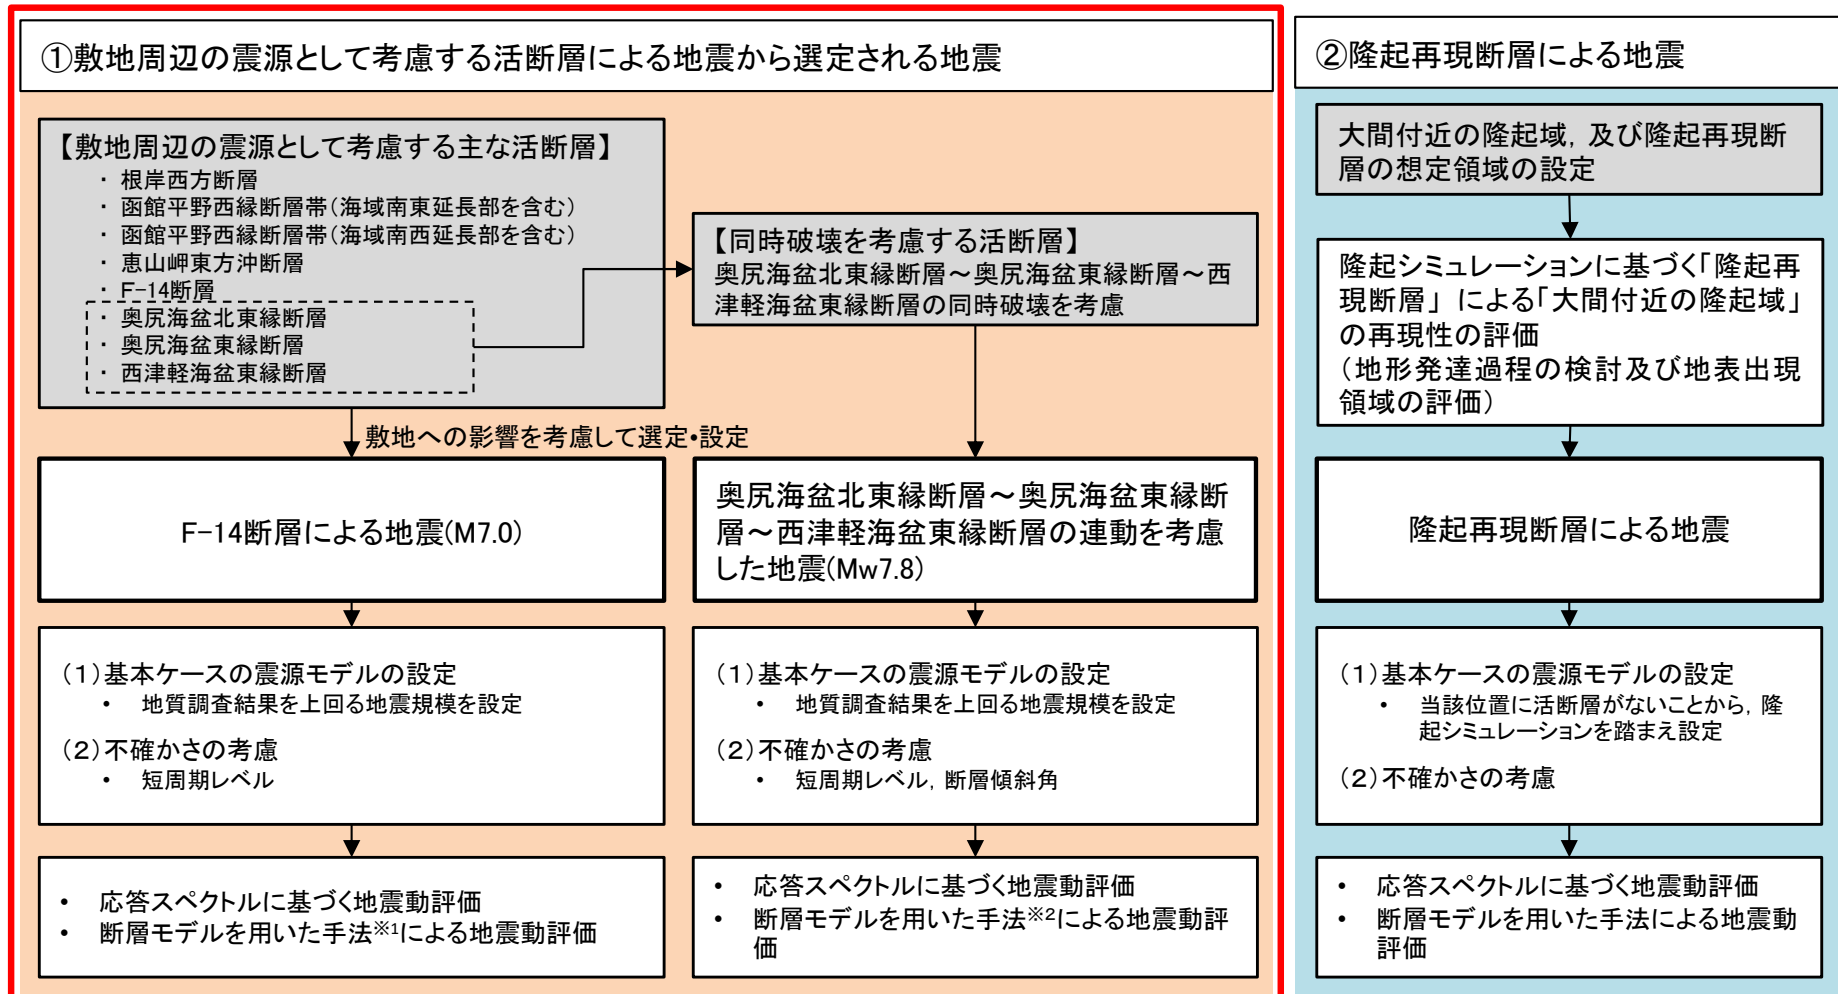 ①敷地周辺の震源として考慮する活断層による地震から選定される地震
【敷地周辺の震源として考慮する主な活断層】
・ 根岸西方断層
・ 函館平野西縁断層帯（海域南東延長部を含む）
・ 函館平野西縁断層帯（海域南西延長部を含む）
・ 恵山岬東方沖断層
・ F-14断層
・ 奥尻海盆北東縁断層
・ 奥尻海盆東縁断層
・ 西津軽海盆東縁断層
【同時破壊を考慮する活断層】
奥尻海盆北東縁断層～奥尻海盆東縁断層～西
津軽海盆東縁断層の同時破壊を考慮
敷地への影響を考慮して選定・設定
F-14断層による地震(M7.0)
奥尻海盆北東縁断層～奥尻海盆東縁断
層～西津軽海盆東縁断層の連動を考慮
した地震(Mw7.8)
（1）基本ケースの震源モデルの設定
• 地質調査結果を上回る地震規模を設定
（2）不確かさの考慮
• 短周期レベル
（1）基本ケースの震源モデルの設定
• 地質調査結果を上回る地震規模を設定
（2）不確かさの考慮
• 短周期レベル, 断層傾斜角
• 応答スペクトルに基づく地震動評価
• 断層モデルを用いた手法※1による地震動評価
• 応答スペクトルに基づく地震動評価
• 断層モデルを用いた手法※2による地震動評
価
②隆起再現断層による地震
大間付近の隆起域, 及び隆起再現断
層の想定領域の設定
隆起シミュレーションに基づく「隆起再
現断層」による「大間付近の隆起域」
の再現性の評価
（地形発達過程の検討及び地表出現
領域の評価）
隆起再現断層による地震
（1）基本ケースの震源モデルの設定
• 当該位置に活断層がないことから, 隆
起シミュレーションを踏まえ設定
（2）不確かさの考慮
• 応答スペクトルに基づく地震動評価
• 断層モデルを用いた手法による地震動
評価